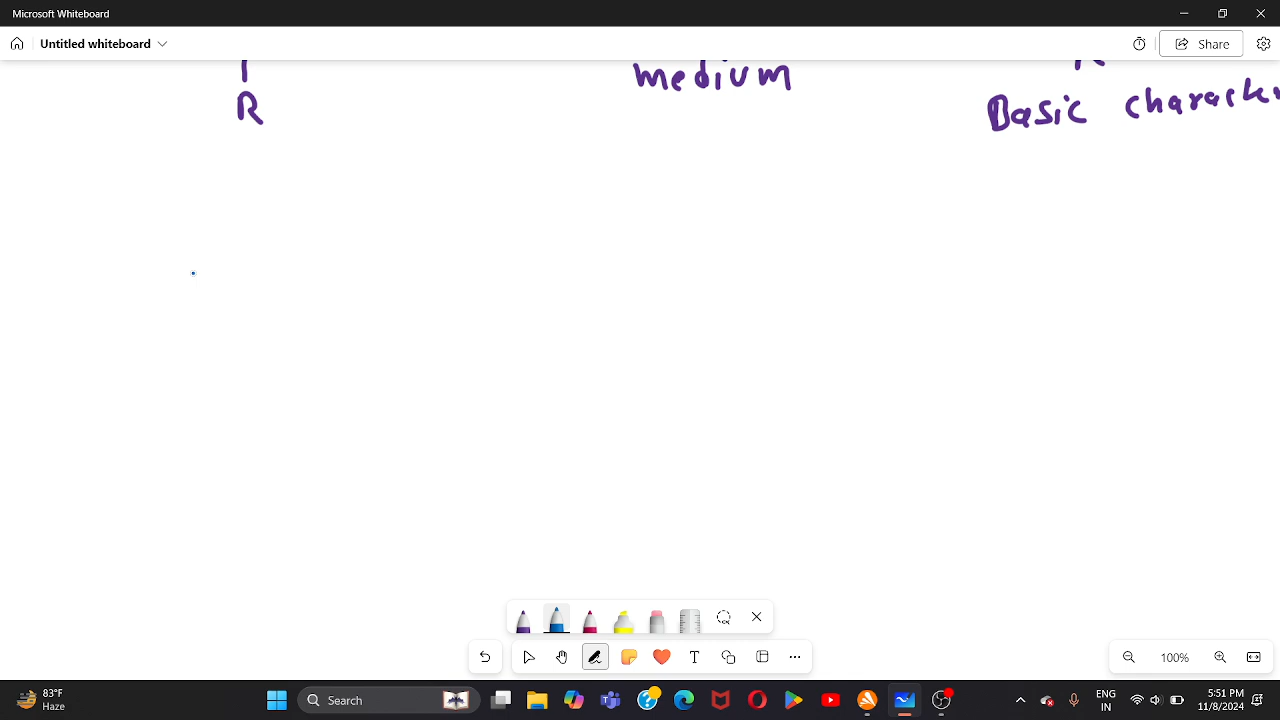 Microsoft Whiteboard
Untitled whiteboard
Share
R
medium
Basic
100%
83°F
Haze
Search
ENG
IN
5:51 PM
11/8/2024